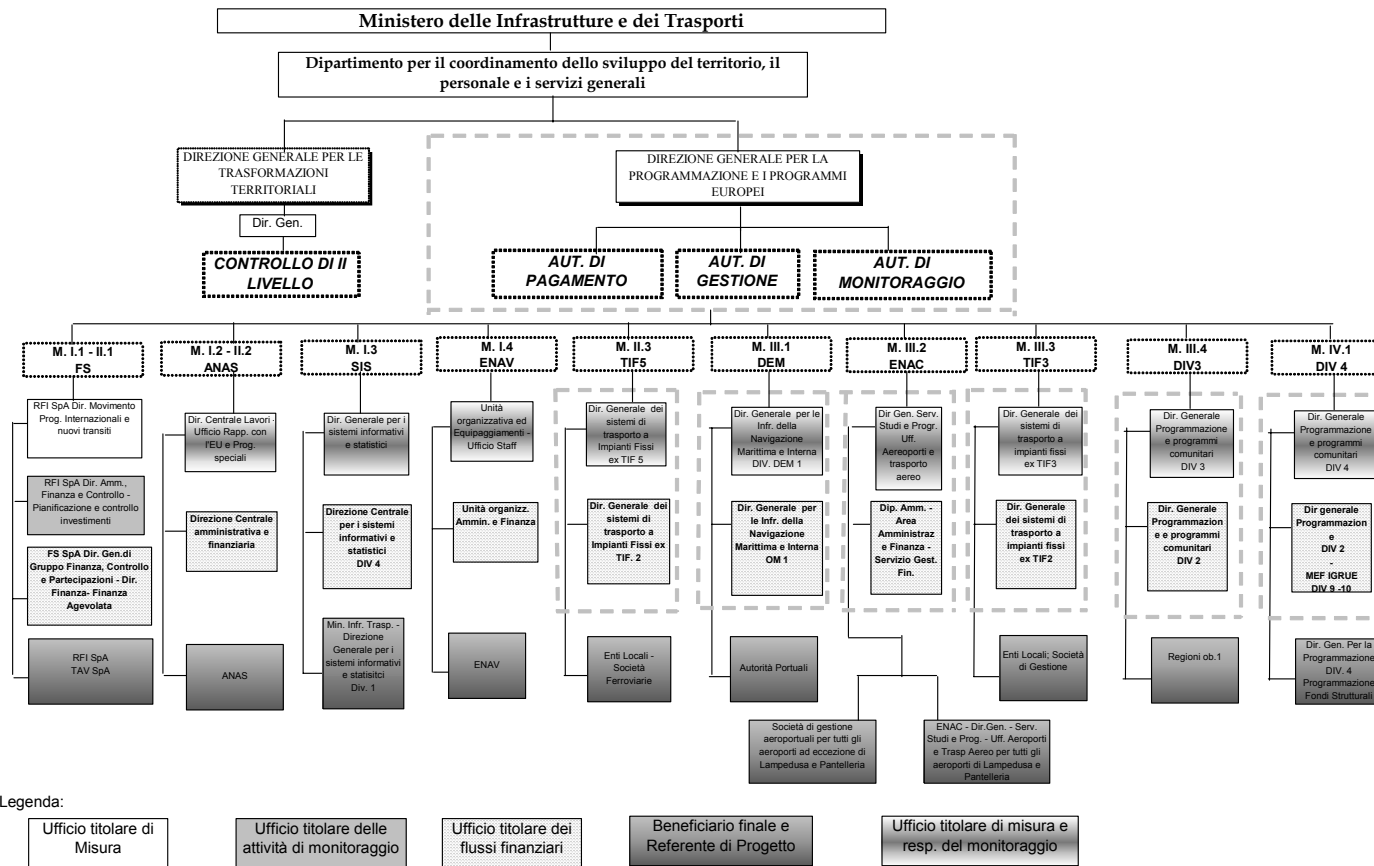 Ministero delle Infrastrutture e dei Trasporti
Dipartimento per il coordinamento dello sviluppo del territorio, il
personale e i servizi generali
DIREZIONE GENERALE PER LE
TRASFORMAZIONI
TERRITORIALI
DIREZIONE GENERALE PER LA
PROGRAMMAZIONE E I PROGRAMMI
EUROPEI
Dir. Gen.
CONTROLLO DI II
LIVELLO
AUT. DI
PAGAMENTO
AUT. DI
GESTIONE
AUT. DI
MONITORAGGIO
M. I.1 - II.1
FS
M. I.2 - II.2
ANAS
M. I.3
SIS
M. I.4
ENAV
M. II.3
TIF5
M. III.1
DEM
M. III.2
ENAC
M. III.3
TIF3
M. III.4
DIV3
M. IV.1
DIV 4
RFI SpA Dir. Movimento
Prog. Internazionali e
nuovi transiti
Dir. Centrale Lavori -
Ufficio Rapp. con
l'EU e Prog.
speciali
Dir. Generale per i
sistemi informativi
e statistici
Unità
organizzativa ed
Equipaggiamenti -
Ufficio Staff
Dir. Generale dei
sistemi di
trasporto a
Impianti Fissi
ex TIF 5
Dir. Generale per le
Infr. della
Navigazione
Marittima e Interna
DIV. DEM 1
Dir Gen. Serv.
Studi e Progr.
Uff.
Aereoporti e
trasporto
aereo
Dir. Generale dei
sistemi di
trasporto a
impianti fissi
ex TIF3
Dir. Generale
Programmazione
e programmi
comunitari
DIV 3
Dir. Generale
Programmazione
e programmi
comunitari
DIV 4
RFI SpA Dir. Amm.,
Finanza e Controllo -
Pianificazione e controllo
investimenti
Direzione Centrale
amministrativa e
finanziaria
Direzione Centrale
per i sistemi
informativi e
statistici
DIV 4
Unità organizz.
Ammin. e Finanza
Dir. Generale dei
sistemi di
trasporto a
Impianti Fissi ex
TIF. 2
Dir. Generale per
le Infr. della
Navigazione
Marittima e Interna
OM 1
Dip. Amm. -
Area
Amministraz
e Finanza -
Servizio Gest.
Fin.
Dir. Generale
dei sistemi di
trasporto a
impianti fissi
ex TIF2
Dir. Generale
Programmazion
e e programmi
comunitari
DIV 2
Dir generale
Programmazion
e
DIV 2
-
MEF IGRUE
DIV 9 -10
FS SpA Dir. Gen.di
Gruppo Finanza, Controllo
e Partecipazioni - Dir.
Finanza- Finanza
Agevolata
RFI SpA
TAV SpA
ANAS
Min. Infr. Trasp. -
Direzione
Generale per i
sistemi informativi
e statisitci
Div. 1
ENAV
Enti Locali -
Società
Ferroviarie
Autorità Portuali
Enti Locali; Società
di Gestione
Regioni ob.1
Dir. Gen. Per la
Programmazione
DIV. 4
Programmazione
Fondi Strutturali
Società di gestione
aeroportuali per tutti gli
aeroporti ad eccezione di
Lampedusa e Pantelleria
ENAC - Dir.Gen. - Serv.
Studi e Prog. - Uff. Aeroporti
e Trasp Aereo per tutti gli
aeroporti di Lampedusa e
Pantelleria
Legenda:
Ufficio titolare di
Misura
Ufficio titolare delle
attività di monitoraggio
Ufficio titolare dei
flussi finanziari
Beneficiario finale e
Referente di Progetto
Ufficio titolare di misura e
resp. del monitoraggio